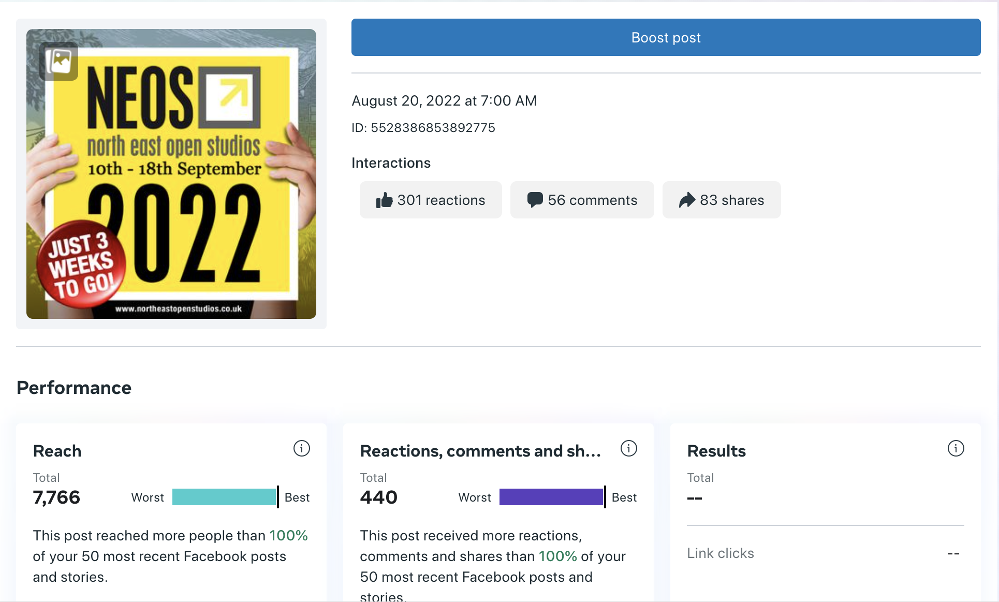 NEOS
north east open studios
10th - 18th September
2022
JUST 3
WEEKS
TO GO!
www.northeastopenstudios.co.uk
Boost post
August 20, 2022 at 7:00 AM
ID: 5528386853892775
Interactions
301 reactions
56 comments
83 shares
Performance
Reach
Total
7,766
Worst
Best
This post reached more people than 100%
of your 50 most recent Facebook posts
and stories.
Reactions, comments and sh...
Total
440
Worst
Best
This post received more reactions,
comments and shares than 100% of your
50 most recent Facebook posts and
stories.
Results
Total
--
Link clicks
--